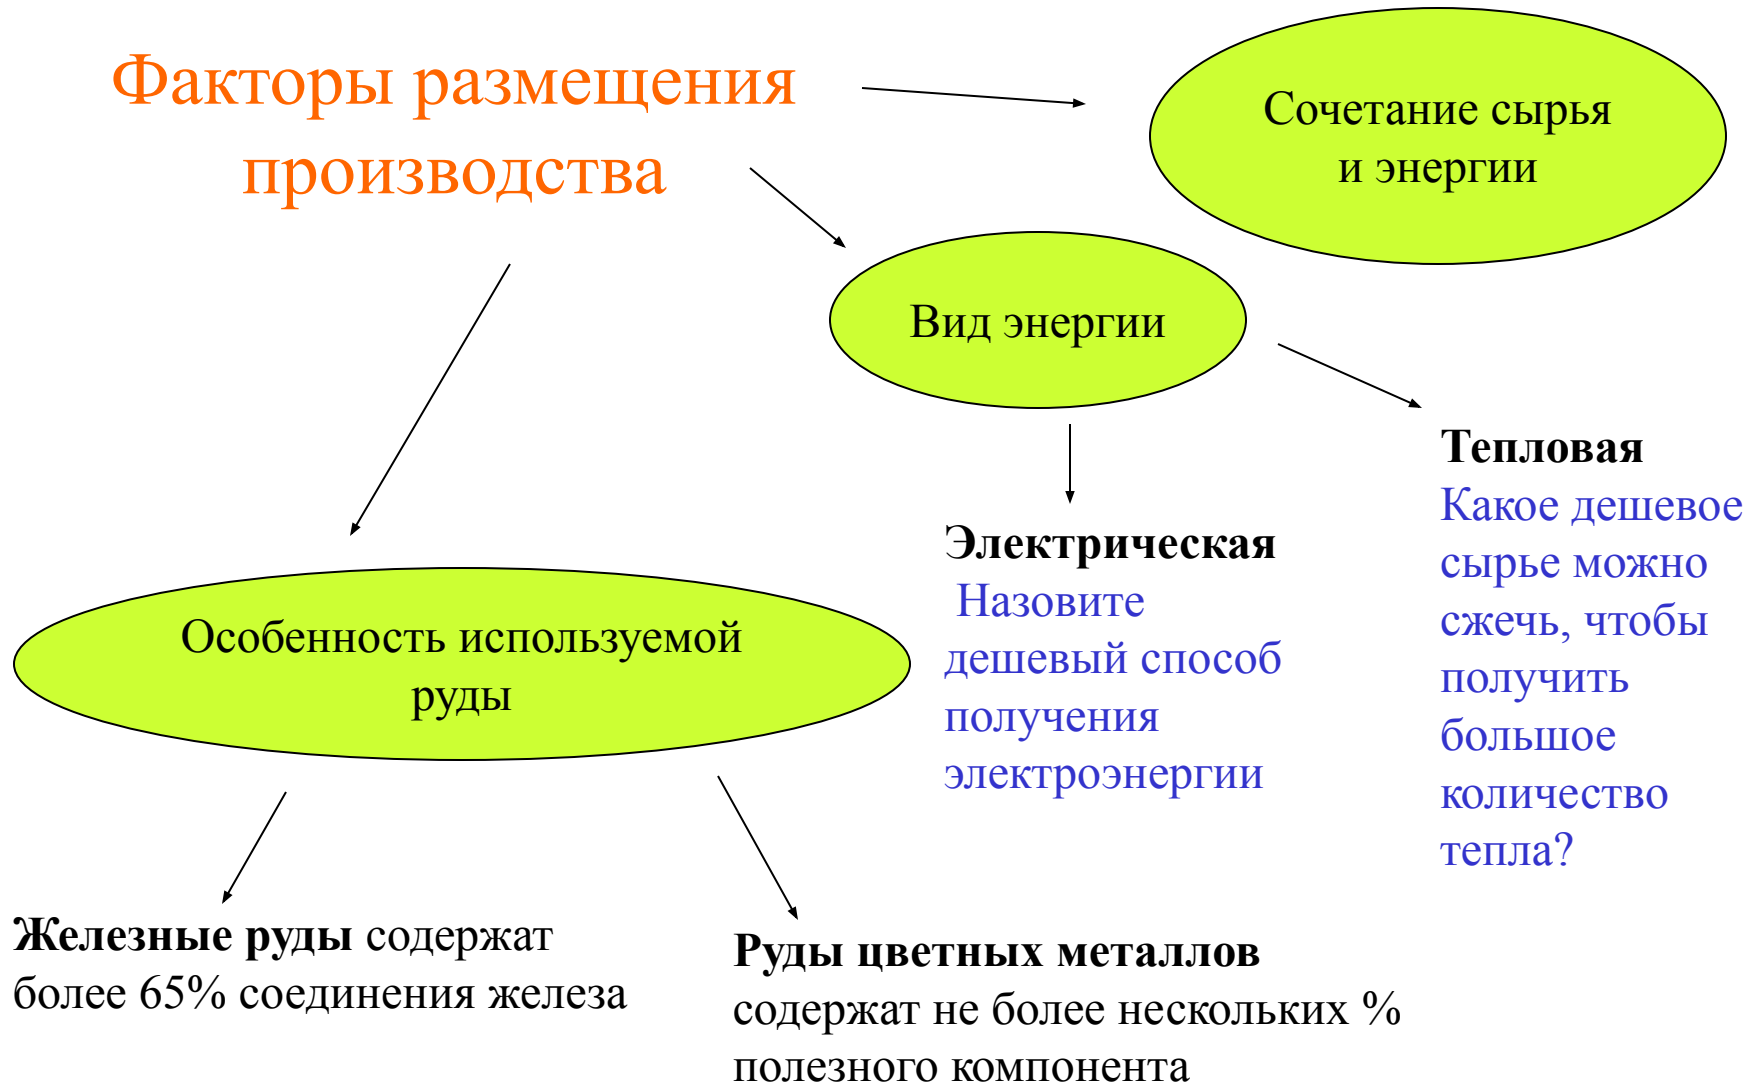 Факторы размещения
производства
Сочетание сырья
и энергии
Вид энергии
Тепловая
Какое дешевое
сырье можно
сжечь, чтобы
получить
большое
количество
тепла?
Электрическая
Назовите
дешевый способ
получения
электроэнергии
Особенность используемой
руды
Железные руды содержат
более 65% соединения железа
Руды цветных металлов
содержат не более нескольких %
полезного компонента